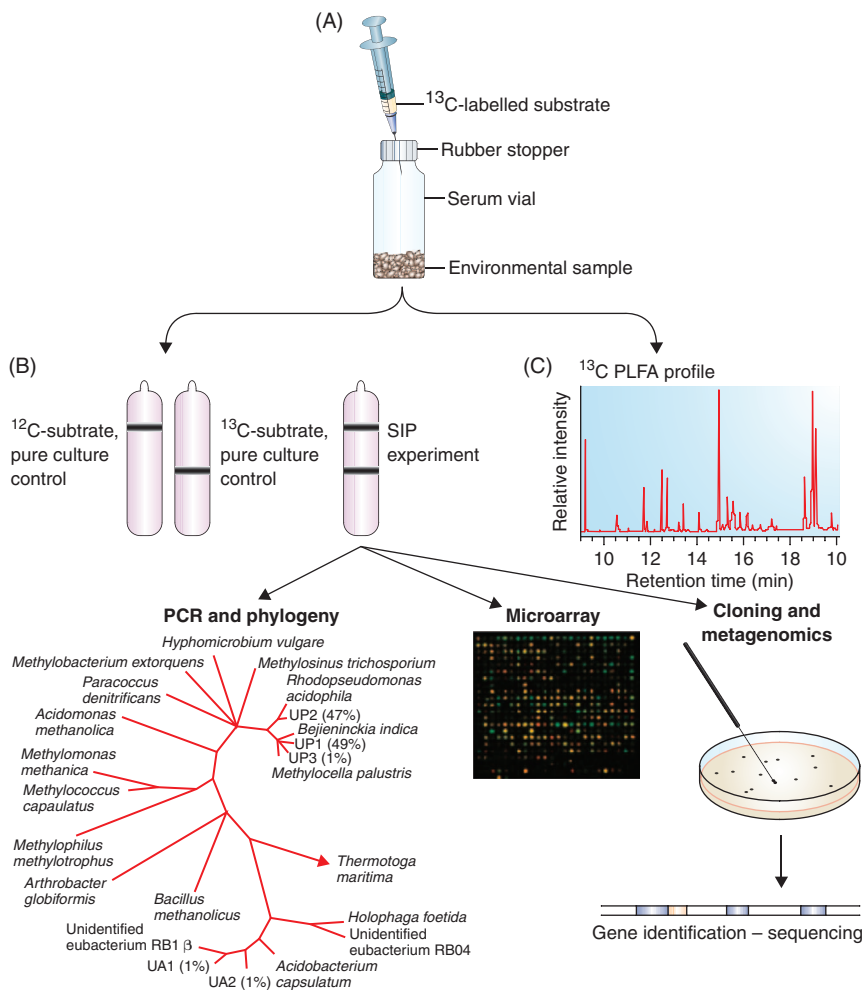 (A)
¹³C-labelled substrate
Rubber stopper
Serum vial
Environmental sample
(B)
¹²C-subtrate,
pure culture
control
¹³C-subtrate,
pure culture
control
SIP
experiment
(C)
¹³C PLFA profile
Relative intensity
10 12 14 16 18 10
Retention time (min)
PCR and phylogeny
Hyphomicrobium vulgare
Methylobacterium extorquens
Methylosinus trichosporium
Paracoccus
denitrificans
Rhodopseudomonas
acidophila
UP2 (47%)
Acidomonas
methanolica
Bejieninckia indica
UP1 (49%)
UP3 (1%)
Methylocella palustris
Methylomonas
methanica
Methylococcus
capaulatus
Methylophilus
methylotrophus
Arthrobacter
globiformis
Bacillus
methanolicus
Thermotoga
maritima
Unidentified
eubacterium RB1 β
UA1 (1%)
UA2 (1%)
Acidobacterium
capsulatum
Holophaga foetida
Unidentified
eubacterium RB04
Microarray
Cloning and
metagenomics
Gene identification – sequencing